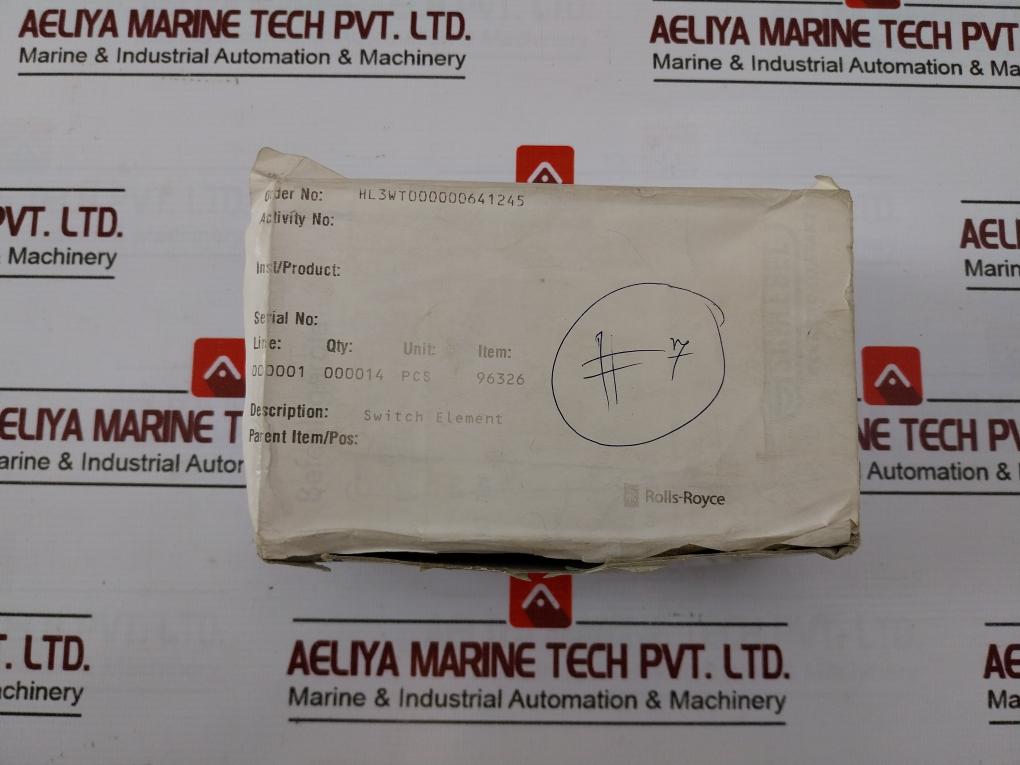 AELIYA MARINE TECH PVT. LTD.
Marine & Industrial Automation & Machinery
AELIYA MARINE TECH PVT
Marine & Industrial Automation & Ma
PVT. LTD.
& Machinery
AELI
Marin
Order No: HL3WT000000641245
Activity No:
Inst/Product:
Serial No:
Line: Qty: Unit: Item:
000001 000014 PCS 96326
Description: Switch Element
Parent Item/Pos:
# 7
Rolls-Royce
ELIYA MARINE T
arine & Industrial Autor
NE TECH PV
l Automation &
T. LTD.
achinery
AELIYA MARINE TECH PVT. LTD.
Marine & Industrial Automation & Machinery
AE
Ma